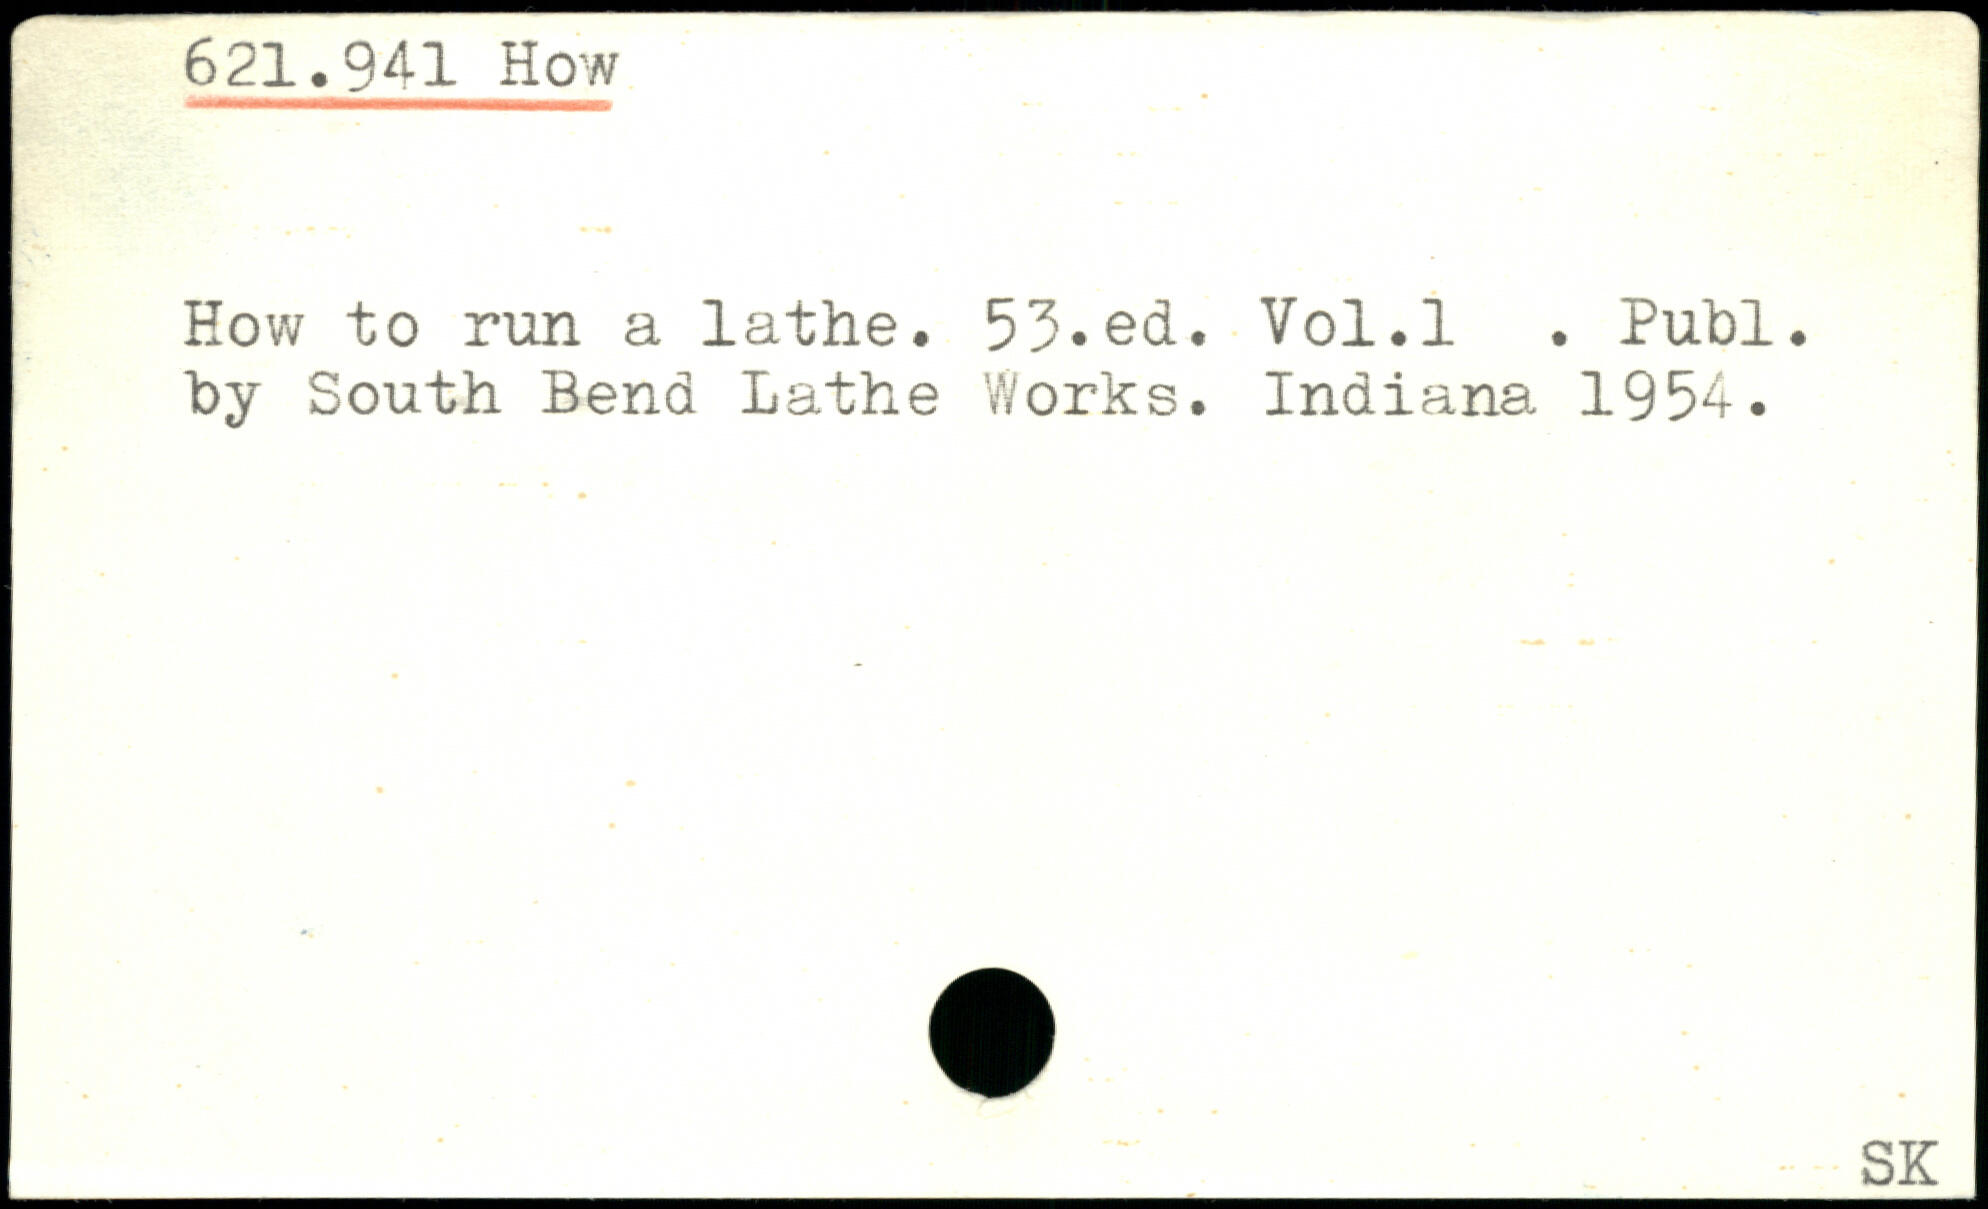 621.941 How
How to run a lathe. 53.ed. Vol.1 . Publ.
by South Bend Lathe Works. Indiana 1954.
SK